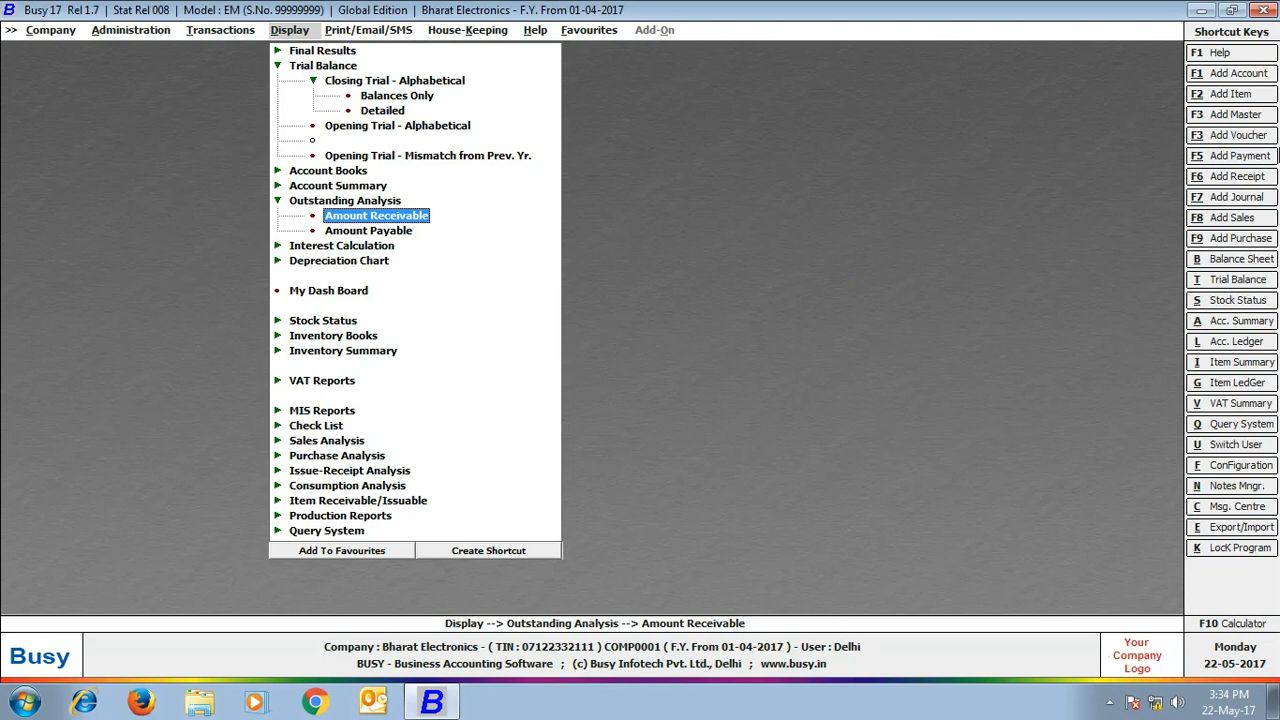 Busy 17 Rel 1.7 | Stat Rel 008 | Model : EM (S.No. 99999999) | Global Edition | Bharat Electronics - F.Y. From 01-04-2017 )
>> Company Administration Transactions Display Print/Email/SMS House-Keeping Help Favourites Add-On
Final Results
Trial Balance
Closing Trial - Alphabetical
Balances Only
Detailed
Opening Trial - Alphabetical
Opening Trial - Mismatch from Prev. Yr.
Account Books
Account Summary
Outstanding Analysis
Amount Receivable
Amount Payable
Interest Calculation
Depreciation Chart
My Dash Board
Stock Status
Inventory Books
Inventory Summary
VAT Reports
MIS Reports
Check List
Sales Analysis
Purchase Analysis
Issue-Receipt Analysis
Consumption Analysis
Item Receivable/Issuable
Production Reports
Query System
Add To Favourites Create Shortcut
Shortcut Keys
F1 Help
F1 Add Account
F2 Add Item
F3 Add Master
F3 Add Voucher
F5 Add Payment
F6 Add Receipt
F7 Add Journal
F8 Add Sales
F9 Add Purchase
B Balance Sheet
T Trial Balance
S Stock Status
A Acc. Summary
L Acc. Ledger
I Item Summary
G Item LedGer
V VAT Summary
Q Query System
U Switch User
F ConFiguration
N Notes Mngr.
C Msg. Centre
E Export/Import
K LocK Program
Display --> Outstanding Analysis --> Amount Receivable
F10 Calculator
Busy
Company : Bharat Electronics - ( TIN : 07122332111 ) COMP0001 ( F.Y. From 01-04-2017 ) - User : Delhi
BUSY - Business Accounting Software ; (c) Busy Infotech Pvt. Ltd., Delhi ; www.busy.in
Your
Company
Logo
Monday
22-05-2017
3:34 PM
22-May-17